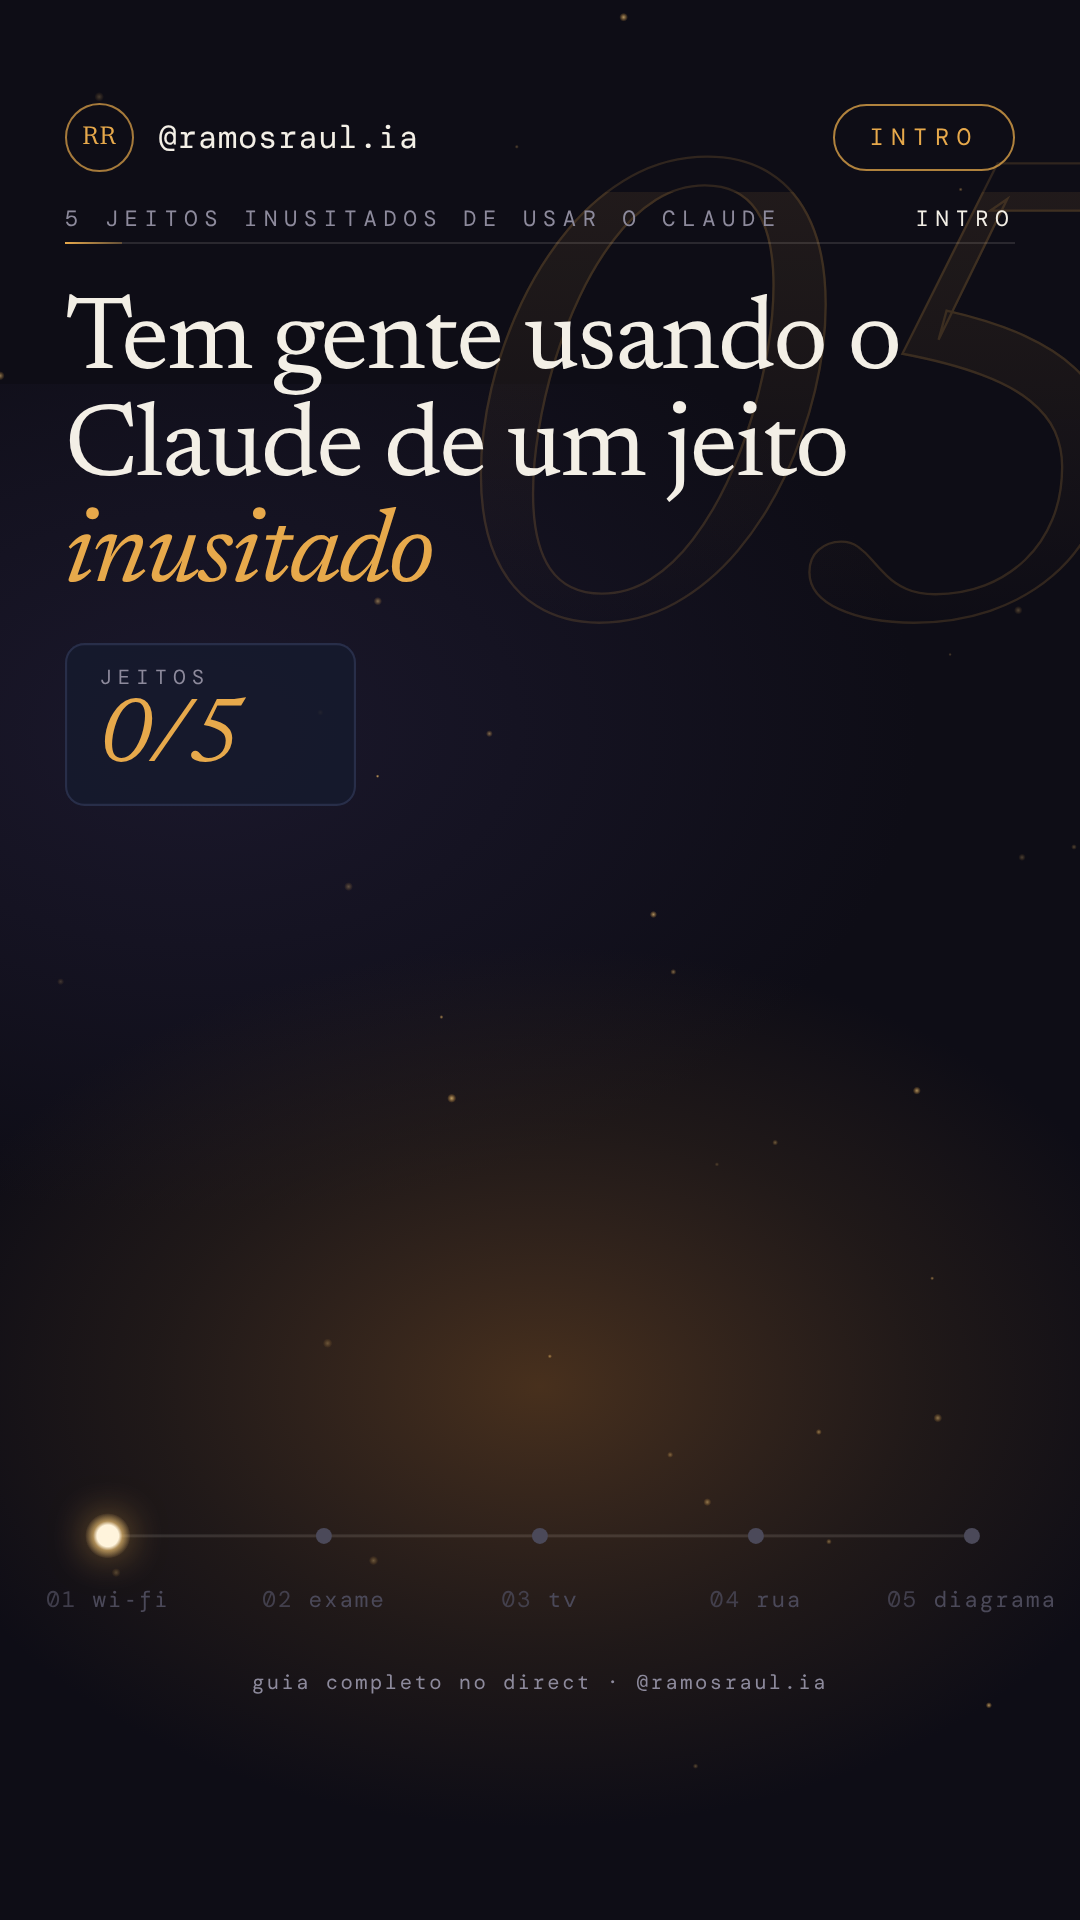 RR @ramosraul.ia INTRO
5 JEITOS INUSITADOS DE USAR O CLAUDE INTRO
05
Tem gente usando o
Claude de um jeito
inusitado
JEITOS
0/5
01 wi-fi 02 exame 03 tv 04 rua 05 diagrama
guia completo no direct · @ramosraul.ia